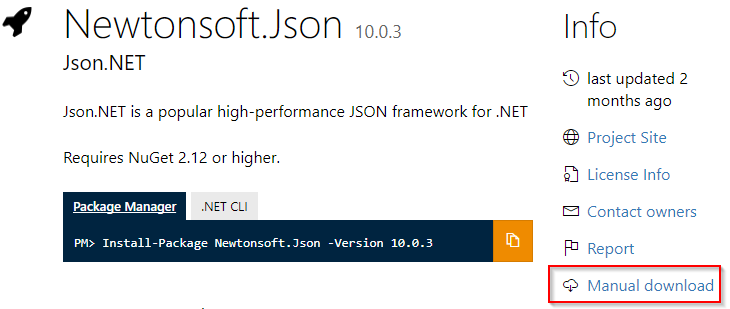 Newtonsoft.Json 10.0.3
Json.NET
Json.NET is a popular high-performance JSON framework for .NET
Requires NuGet 2.12 or higher.
Package Manager
.NET CLI
PM> Install-Package Newtonsoft.Json -Version 10.0.3
Info
last updated 2
months ago
Project Site
License Info
Contact owners
Report
Manual download